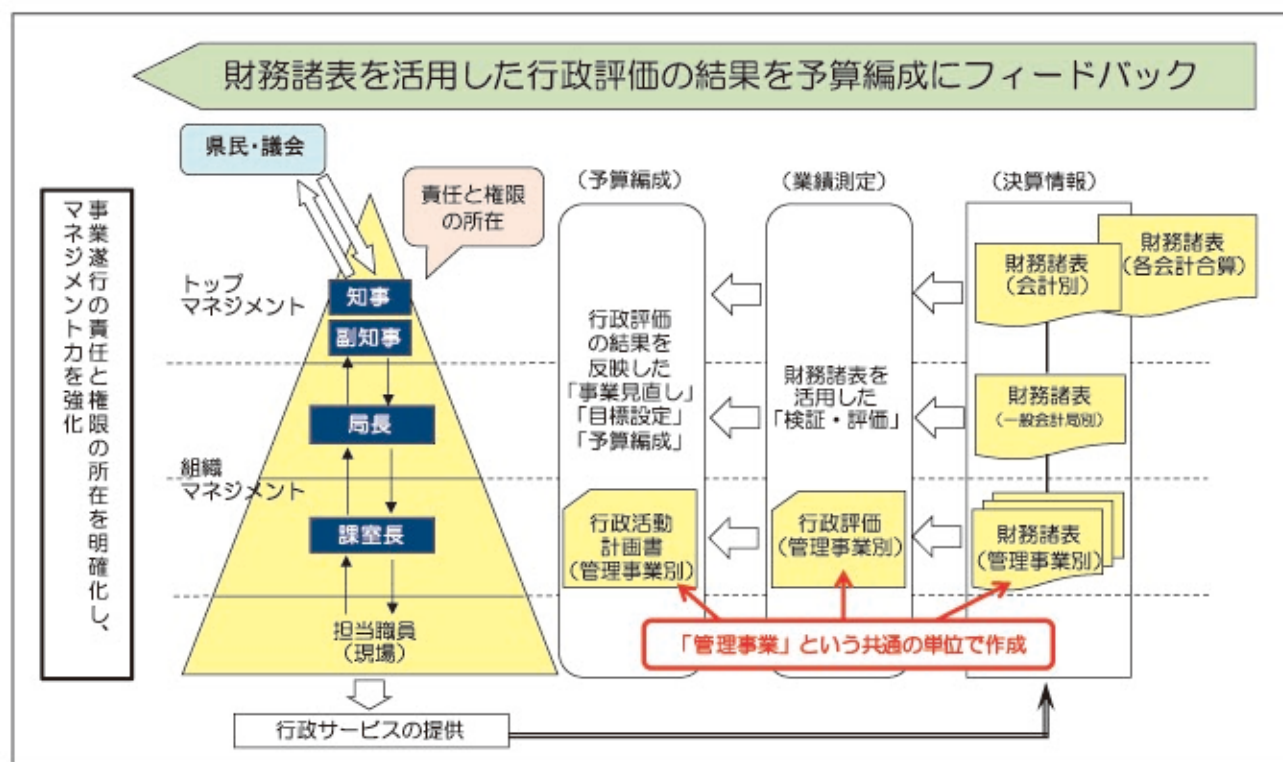 財務諸表を活用した行政評価の結果を予算編成にフィードバック
県民・議会
責任と権限
の所在
事業遂行の責任と権限の所在を明確化し、
マネジメント力を強化
トップ
マネジメント
組織
マネジメント
知事
副知事
局長
課室長
担当職員
（現場）
行政サービスの提供
（予算編成）
行政評価
の結果を
反映した
「事業見直し」
「目標設定」
「予算編成」
行政活動
計画書
（管理事業別）
（業績測定）
財務諸表を
活用した
「検証・評価」
行政評価
（管理事業別）
（決算情報）
財務諸表
（各会計合算）
財務諸表
（会計別）
財務諸表
（一般会計局別）
財務諸表
（管理事業別）
「管理事業」という共通の単位で作成